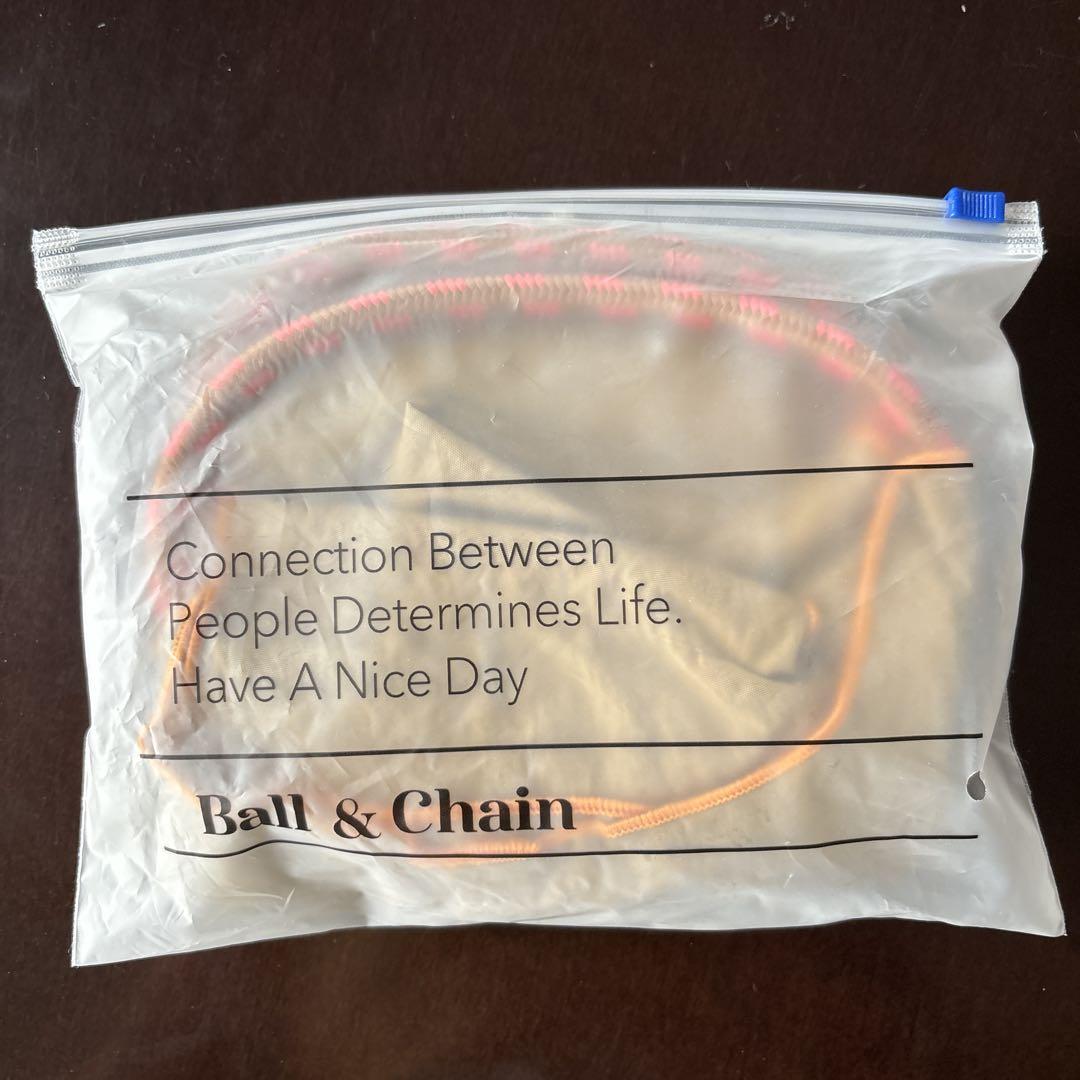 Connection Between
People Determines Life.
Have A Nice Day
Ball & Chain